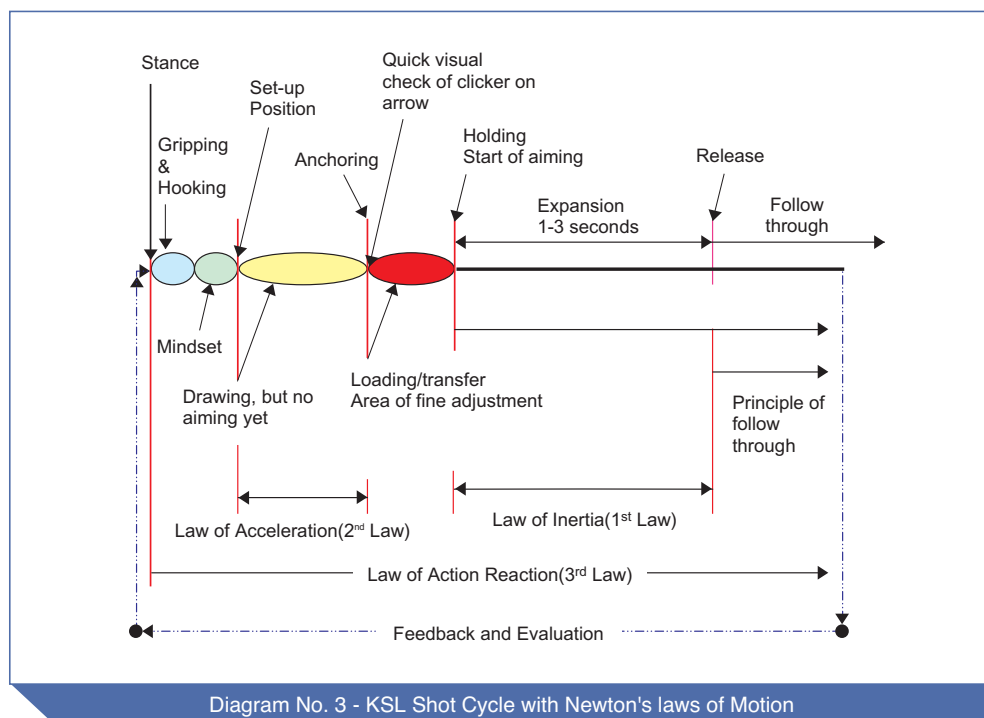 Stance
Quick visual
check of clicker on
arrow
Set-up
Position
Gripping
&
Hooking
Anchoring
Holding
Start of aiming
Release
Expansion
1-3 seconds
Follow
through
Mindset
Drawing, but no
aiming yet
Loading/transfer
Area of fine adjustment
Principle of
follow
through
Law of Acceleration(2nd Law)
Law of Inertia(1st Law)
Law of Action Reaction(3rd Law)
Feedback and Evaluation
Diagram No. 3 - KSL Shot Cycle with Newton's laws of Motion